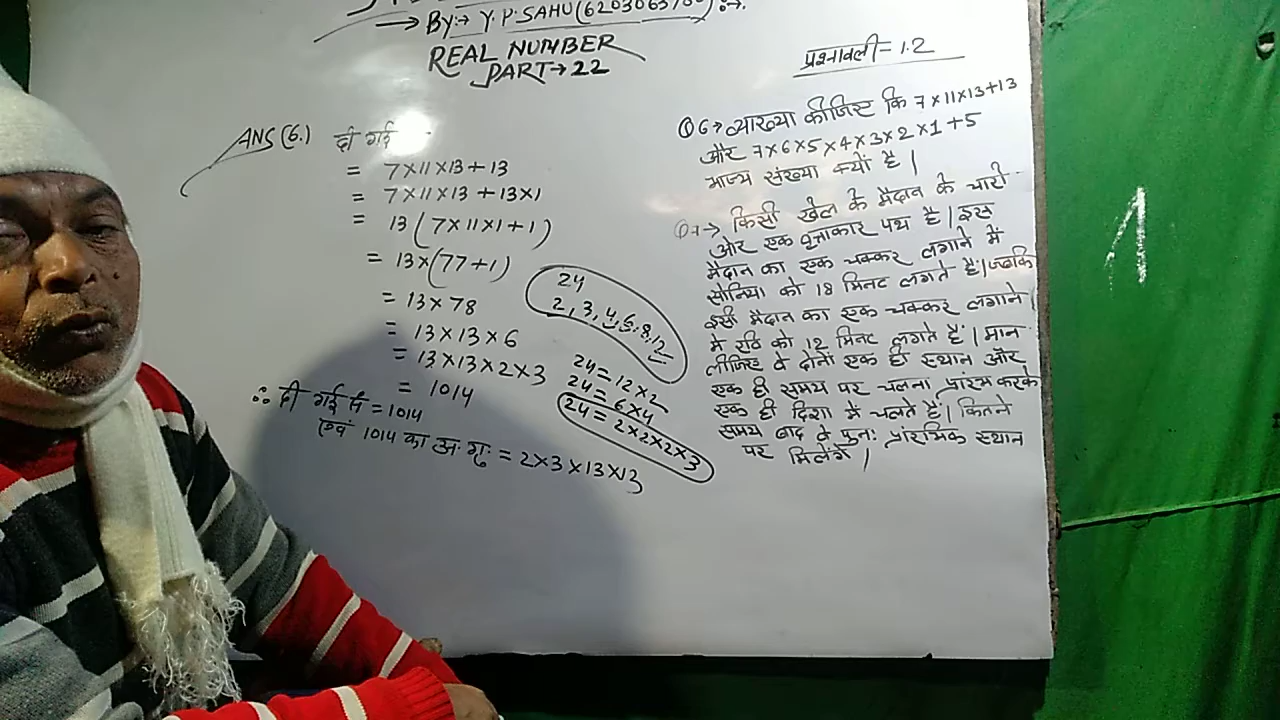 → By:→ Y.P.SAHU
REAL NUMBER
PART→22
ANS(6.) दी गई
= 7×11×13+13
= 7×11×13+13×1
= 13(7×11×1+1)
= 13×(77+1)
= 13×78
= 13×13×6
= 13×13×2×3
= 1014
∴ दी गई सं = 1014
एवं 1014 का अ.गु. = 2×3×13×13
24
2,3,4,6,8,12
24=12×2
24=6×4
24=2×2×2×3
प्रश्नावली=1.2
Q6→ व्याख्या कीजिए कि 7×11×13+13
और 7×6×5×4×3×2×1+5
भाज्य संख्या क्यों है।
Q7→ किसी खेल के मैदान के चारो
ओर एक वृत्ताकार पथ है। इस
मैदान का एक चक्कर लगाने में
सोनिया को 18 मिनट लगते है। जबकि
इसी मैदान का एक चक्कर लगाने
में रवि को 12 मिनट लगते है। मान
लीजिए वे दोनों एक ही स्थान और
एक ही समय पर चलना प्रारंभ करके
एक ही दिशा में चलते है। कितने
समय बाद वे पुनः प्रारंभिक स्थान
पर मिलेंगे।
1